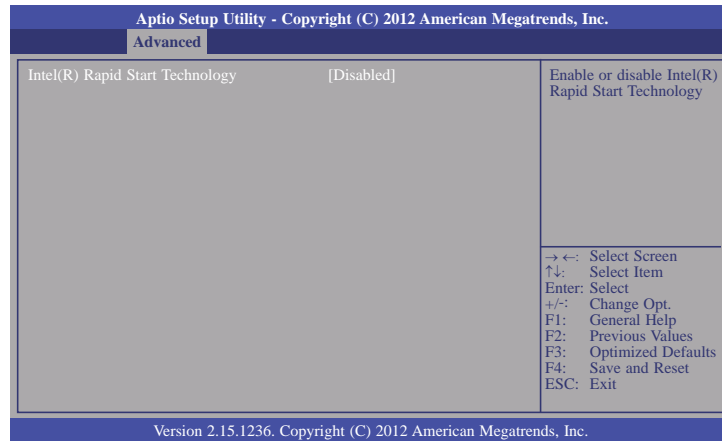 Aptio Setup Utility - Copyright (C) 2012 American Megatrends, Inc.
Advanced
Intel(R) Rapid Start Technology [Disabled]
Enable or disable Intel(R)
Rapid Start Technology
→ ←: Select Screen
↑↓: Select Item
Enter: Select
+/-: Change Opt.
F1: General Help
F2: Previous Values
F3: Optimized Defaults
F4: Save and Reset
ESC: Exit
Version 2.15.1236. Copyright (C) 2012 American Megatrends, Inc.